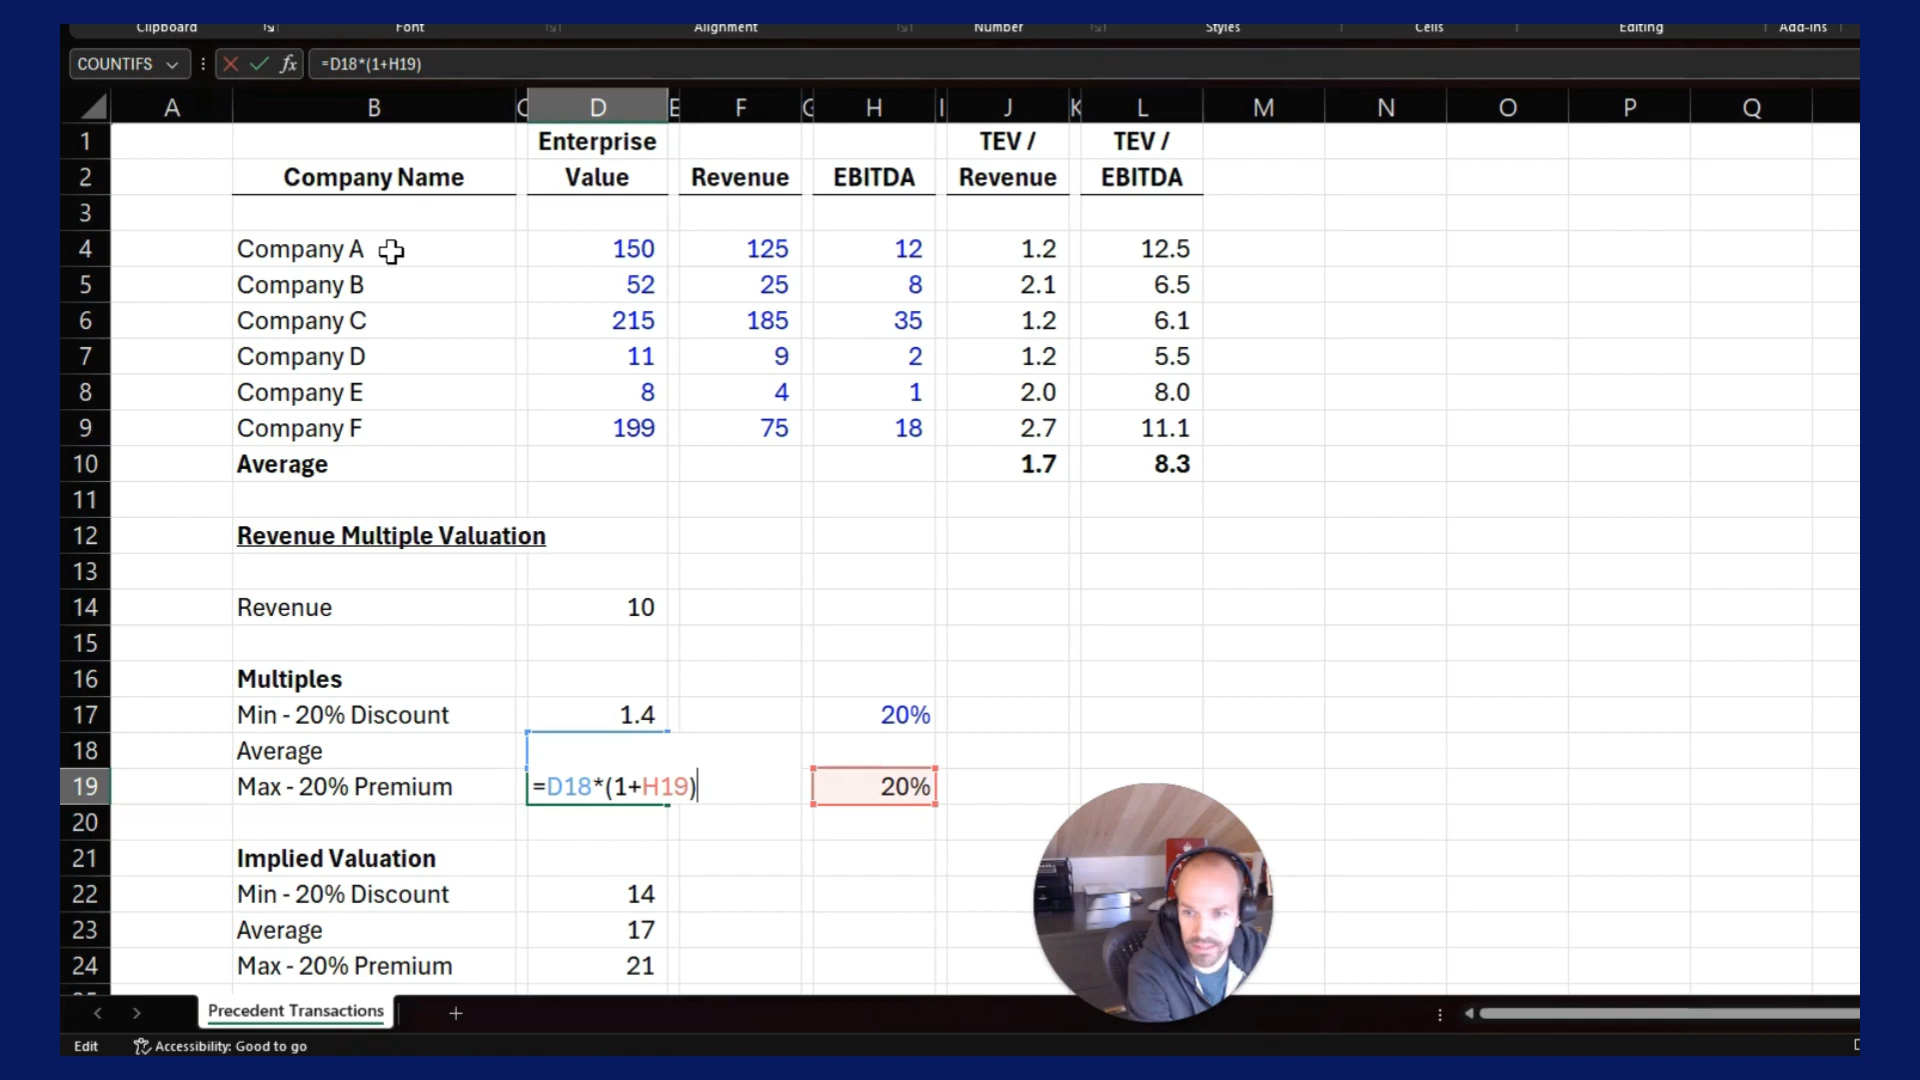 Clipboard Font Alignment Number Styles Cells Editing Add-ins
COUNTIFS fx =D18*(1+H19)
A B C D E F G H I J K L M N O P Q
1 Enterprise TEV / TEV /
2 Company Name Value Revenue EBITDA Revenue EBITDA
3
4 Company A 150 125 12 1.2 12.5
5 Company B 52 25 8 2.1 6.5
6 Company C 215 185 35 1.2 6.1
7 Company D 11 9 2 1.2 5.5
8 Company E 8 4 1 2.0 8.0
9 Company F 199 75 18 2.7 11.1
10 Average 1.7 8.3
11
12 Revenue Multiple Valuation
13
14 Revenue 10
15
16 Multiples
17 Min - 20% Discount 1.4 20%
18 Average
19 Max - 20% Premium =D18*(1+H19) 20%
20
21 Implied Valuation
22 Min - 20% Discount 14
23 Average 17
24 Max - 20% Premium 21
Precedent Transactions
Edit Accessibility: Good to go